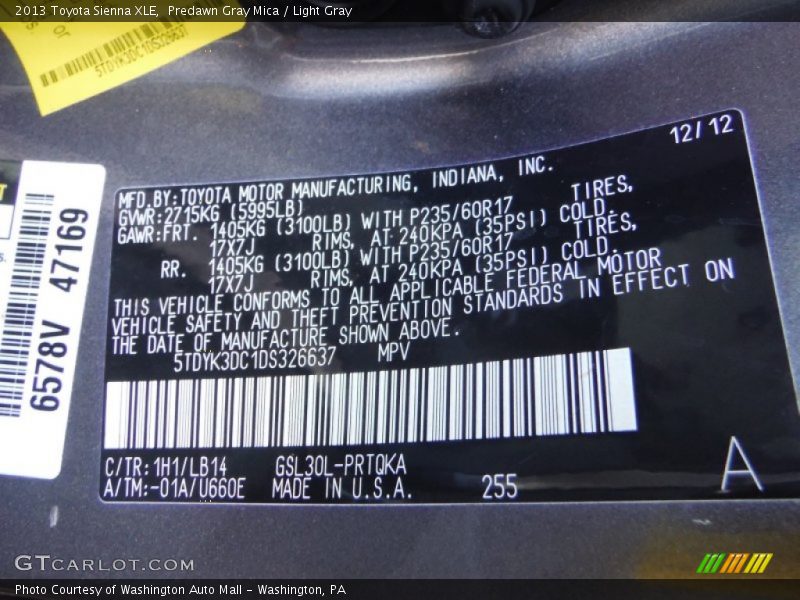 2013 Toyota Sienna XLE, Predawn Gray Mica / Light Gray
5TDYK3DC1DS326637
6578V 47169
12/12
MFD.BY:TOYOTA MOTOR MANUFACTURING, INDIANA, INC.
GVWR:2715KG (5995LB)
GAWR:FRT. 1405KG (3100LB) WITH P235/60R17 TIRES,
17X7J RIMS, AT 240KPA (35PSI) COLD.
RR. 1405KG (3100LB) WITH P235/60R17 TIRES,
17X7J RIMS, AT 240KPA (35PSI) COLD.
THIS VEHICLE CONFORMS TO ALL APPLICABLE FEDERAL MOTOR
VEHICLE SAFETY AND THEFT PREVENTION STANDARDS IN EFFECT ON
THE DATE OF MANUFACTURE SHOWN ABOVE.
5TDYK3DC1DS326637 MPV
C/TR:1H1/LB14 GSL30L-PRTQKA
A/TM:-01A/U660E MADE IN U.S.A. 255
A
GTCARLOT.COM
Photo Courtesy of Washington Auto Mall - Washington, PA